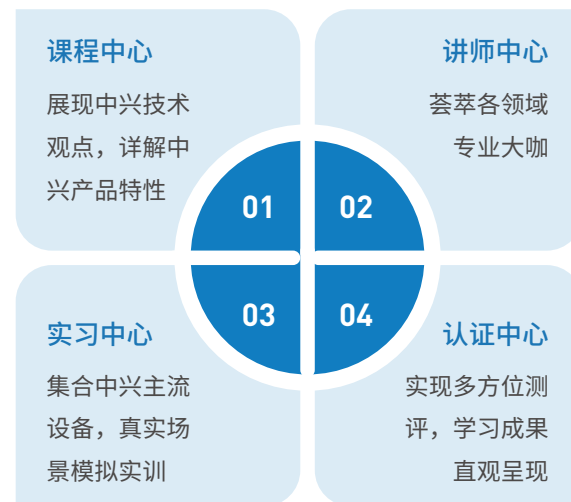 课程中心
展现中兴技术
观点，详解中
兴产品特性
01
讲师中心
荟萃各领域
专业大咖
02
实习中心
集合中兴主流
设备，真实场
景模拟实训
03
认证中心
实现多方位测
评，学习成果
直观呈现
04